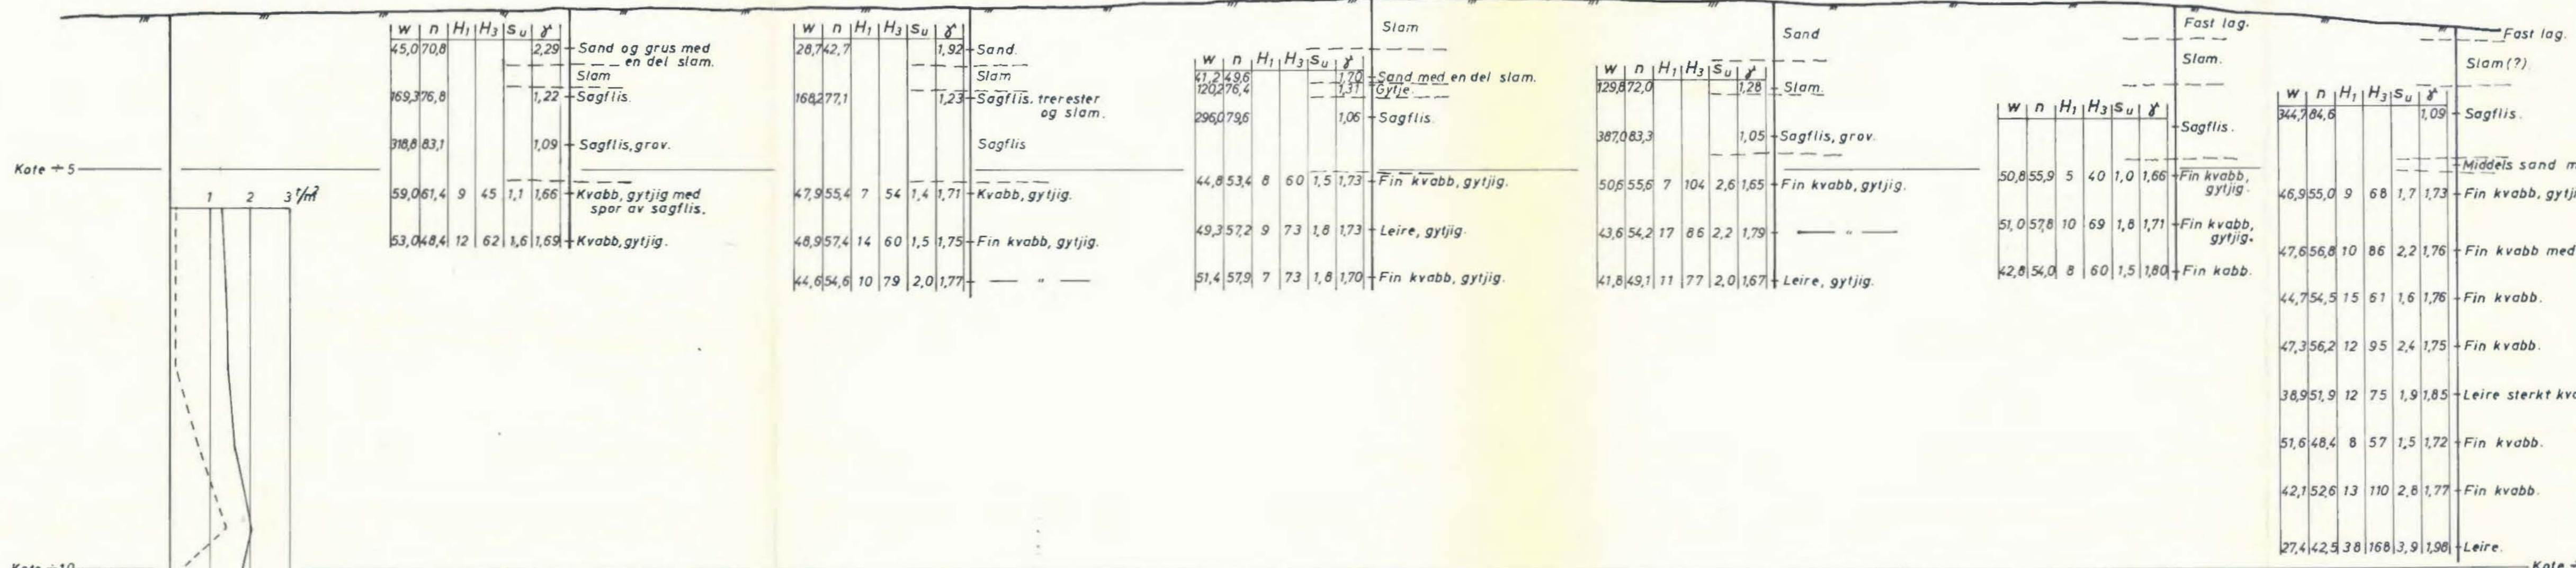 w n H₁ H₃ su γ
45,0 70,8 2,29 Sand og grus med
en del slam.
Slam
169,3 76,8 1,22 Sagflis.
318,8 83,1 1,09 Sagflis, grov.
59,0 61,4 9 45 1,1 1,66 Kvabb, gytjig med
spor av sagflis.
53,0 48,4 12 62 1,6 1,69 Kvabb, gytjig.
w n H₁ H₃ su γ
28,7 42,7 1,92 Sand.
Slam
168,2 77,1 1,23 Sagflis, trerester
og slam.
Sagflis
47,9 55,4 7 54 1,4 1,71 Kvabb, gytjig.
48,9 57,4 14 60 1,5 1,75 Fin kvabb, gytjig.
44,6 54,6 10 79 2,0 1,77 — " —
Slam
w n H₁ H₃ su γ
41,2 49,6 1,70 Sand med en del slam.
120,2 76,4 1,31 Gytje.
296,0 79,6 1,06 Sagflis.
44,8 53,4 8 60 1,5 1,73 Fin kvabb, gytjig.
49,3 57,2 9 73 1,8 1,73 Leire, gytjig.
51,4 57,9 7 73 1,8 1,70 Fin kvabb, gytjig.
Sand
w n H₁ H₃ su γ
129,8 72,0 1,28 Slam.
387,0 83,3 1,05 Sagflis, grov.
50,6 55,6 7 104 2,6 1,65 Fin kvabb, gytjig.
43,6 54,2 17 86 2,2 1,79 — " —
41,8 49,1 11 77 2,0 1,67 Leire, gytjig.
Fast lag.
Slam.
w n H₁ H₃ su γ
Sagflis.
50,8 55,9 5 40 1,0 1,66 Fin kvabb,
gytjig.
51,0 57,8 10 69 1,8 1,71 Fin kvabb,
gytjig.
42,8 54,0 8 60 1,5 1,80 Fin kabb.
Fast lag.
Slam (?)
w n H₁ H₃ su γ
344,7 84,6 1,09 Sagflis.
Middels sand m
46,9 55,0 9 68 1,7 1,73 Fin kvabb, gytji
47,6 56,8 10 86 2,2 1,76 Fin kvabb med
44,7 54,5 15 61 1,6 1,76 Fin kvabb.
47,3 56,2 12 95 2,4 1,75 Fin kvabb.
38,9 51,9 12 75 1,9 1,85 Leire sterkt kva
51,6 48,4 8 57 1,5 1,72 Fin kvabb.
42,1 52,6 13 110 2,8 1,77 Fin kvabb.
27,4 42,5 38 168 3,9 1,98 Leire.
Kote ÷ 5
1 2 3 t/m²
Kote ÷ 10
Kote